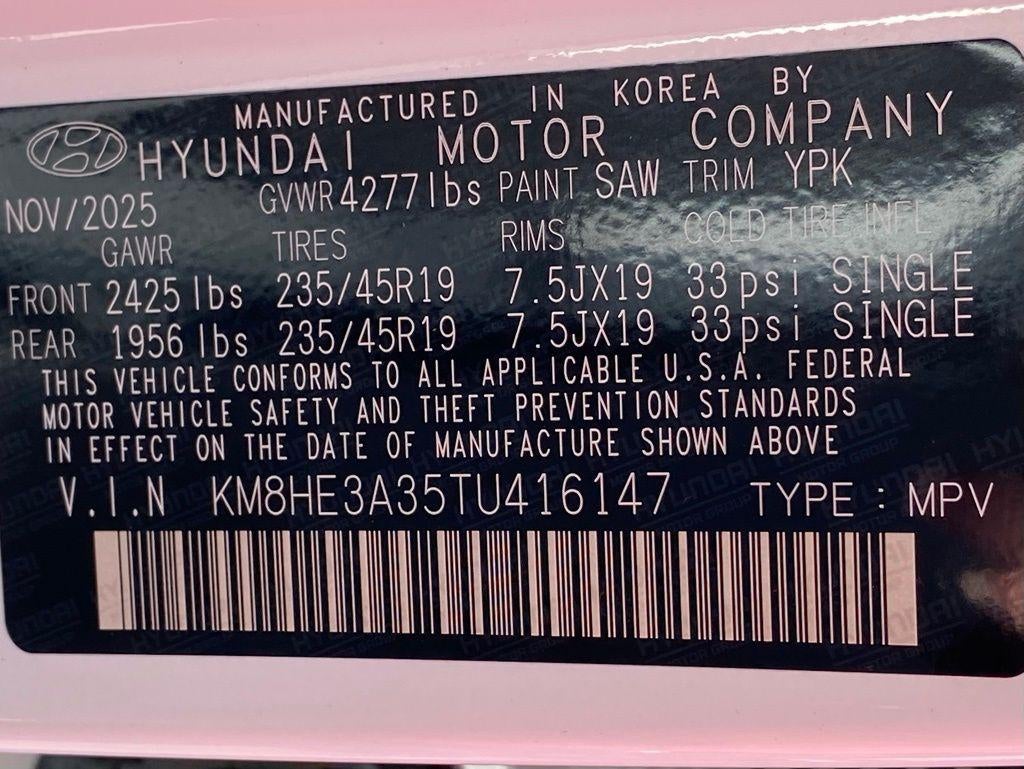 MANUFACTURED IN KOREA BY
HYUNDAI MOTOR COMPANY
NOV/2025 GVWR 4277 lbs PAINT SAW TRIM YPK
GAWR TIRES RIMS COLD TIRE INFL
FRONT 2425 lbs 235/45R19 7.5JX19 33psi SINGLE
REAR 1956 lbs 235/45R19 7.5JX19 33psi SINGLE
THIS VEHICLE CONFORMS TO ALL APPLICABLE U.S.A. FEDERAL
MOTOR VEHICLE SAFETY AND THEFT PREVENTION STANDARDS
IN EFFECT ON THE DATE OF MANUFACTURE SHOWN ABOVE
V.I.N KM8HE3A35TU416147 TYPE : MPV